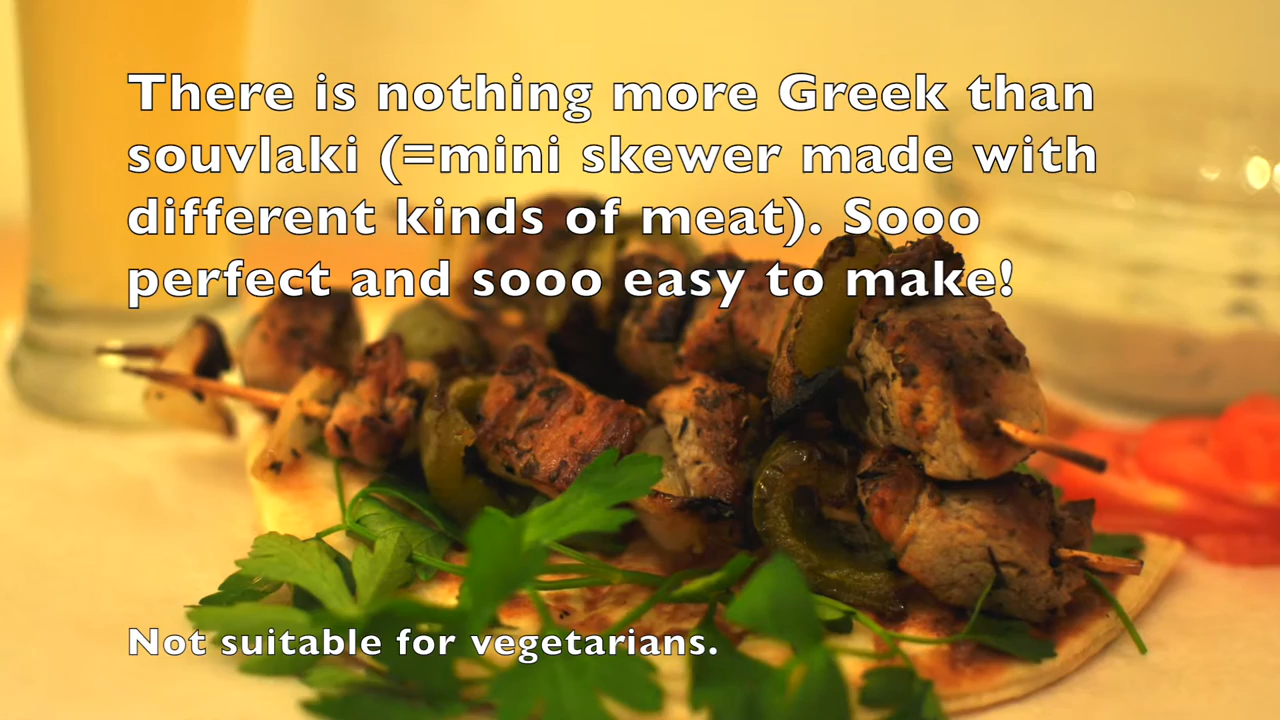 There is nothing more Greek than
souvlaki (=mini skewer made with
different kinds of meat). Sooo
perfect and sooo easy to make!
Not suitable for vegetarians.